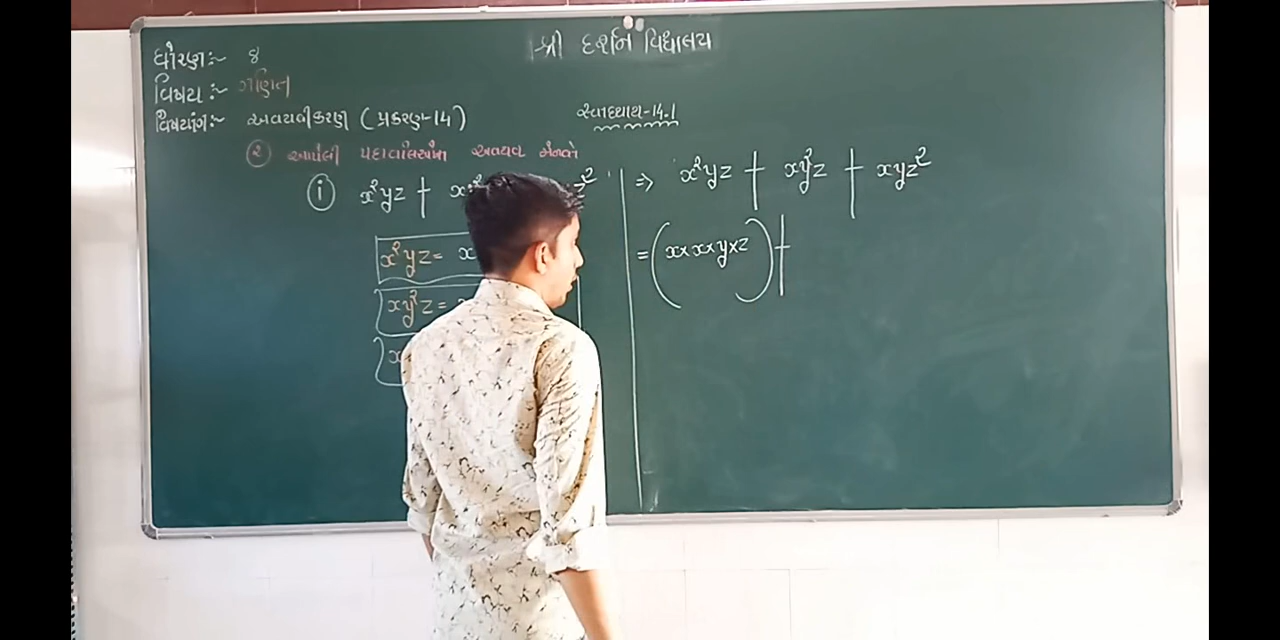 શ્રી દર્શન વિદ્યાલય
ધોરણ :- ૪
વિષય :- ગણિત
વિષયાંગ :- અવયવીકરણ (પ્રકરણ-14)
સ્વાધ્યાય-14.1
૨ આપેલી પદાવલિઓના અવયવ મેળવો
i x²yz +
x²yz = x
xy²z =
x
=> x²yz + xy²z + xyz²
= (x×x×y×z) +